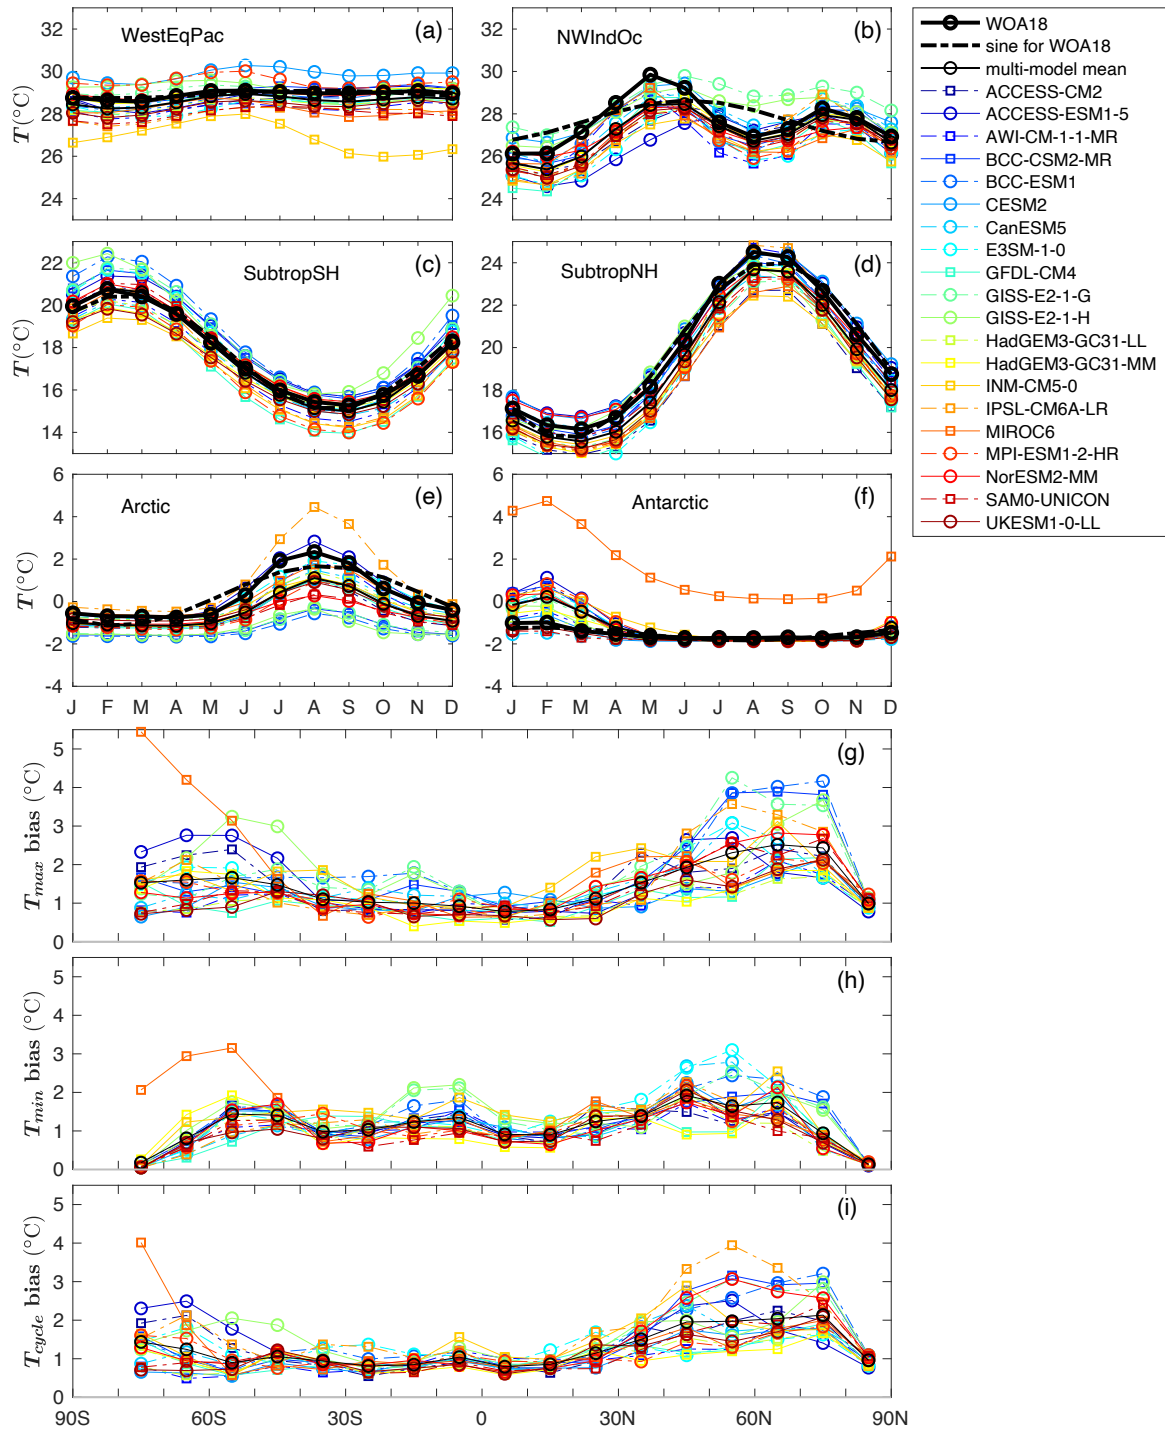 32
30
28
26
24
T(°C)
WestEqPac
(a)
32
30
28
26
24
NWIndOc
(b)
22
20
18
16
14
T(°C)
SubtropSH
(c)
24
22
20
18
16
SubtropNH
(d)
6
4
2
0
-2
-4
T(°C)
Arctic
(e)
J F M A M J J A S O N D
6
4
2
0
-2
-4
Antarctic
(f)
J F M A M J J A S O N D
WOA18
sine for WOA18
multi-model mean
ACCESS-CM2
ACCESS-ESM1-5
AWI-CM-1-1-MR
BCC-CSM2-MR
BCC-ESM1
CESM2
CanESM5
E3SM-1-0
GFDL-CM4
GISS-E2-1-G
GISS-E2-1-H
HadGEM3-GC31-LL
HadGEM3-GC31-MM
INM-CM5-0
IPSL-CM6A-LR
MIROC6
MPI-ESM1-2-HR
NorESM2-MM
SAM0-UNICON
UKESM1-0-LL
5
4
3
2
1
0
Tmax bias (°C)
(g)
5
4
3
2
1
0
Tmin bias (°C)
(h)
5
4
3
2
1
0
Tcycle bias (°C)
(i)
90S 60S 30S 0 30N 60N 90N